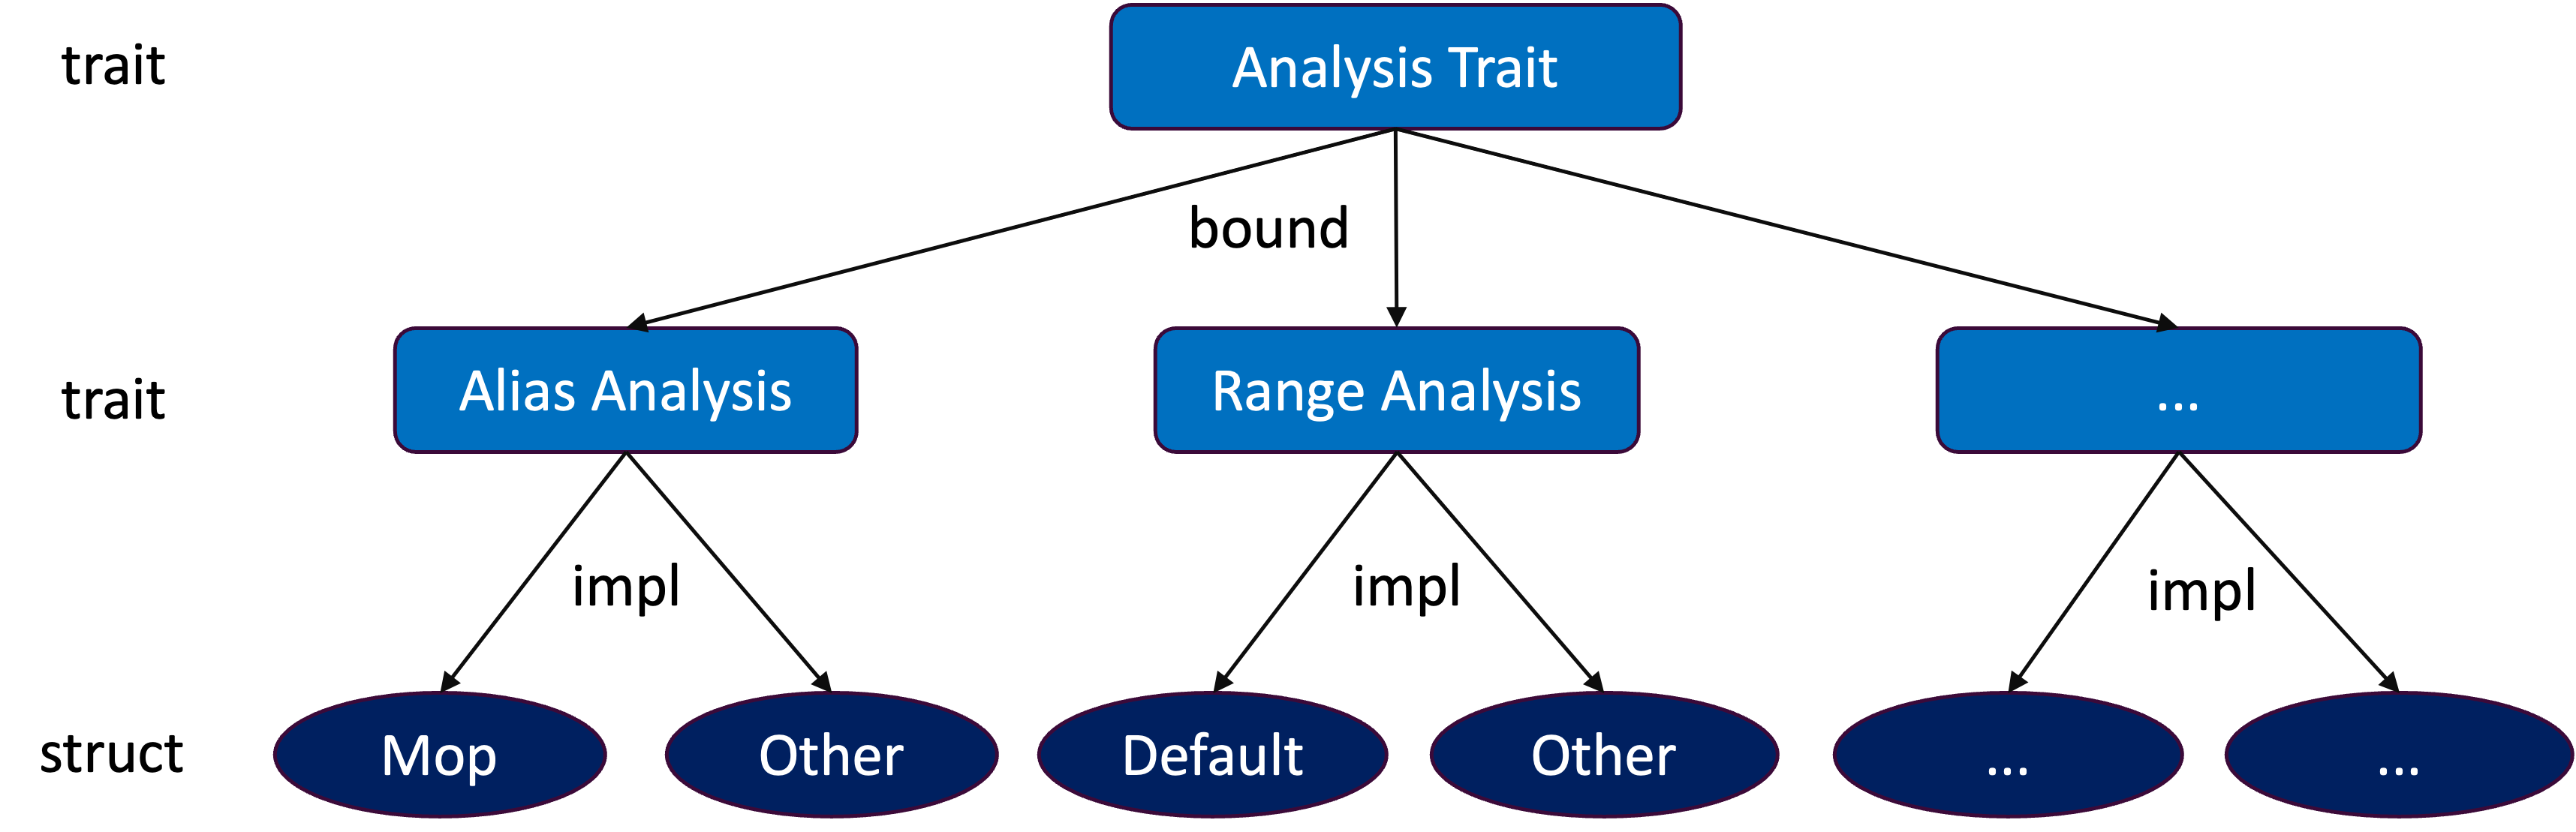 trait
Analysis Trait
bound
trait
Alias Analysis
Range Analysis
...
impl
impl
impl
struct
Mop
Other
Default
Other
...
...